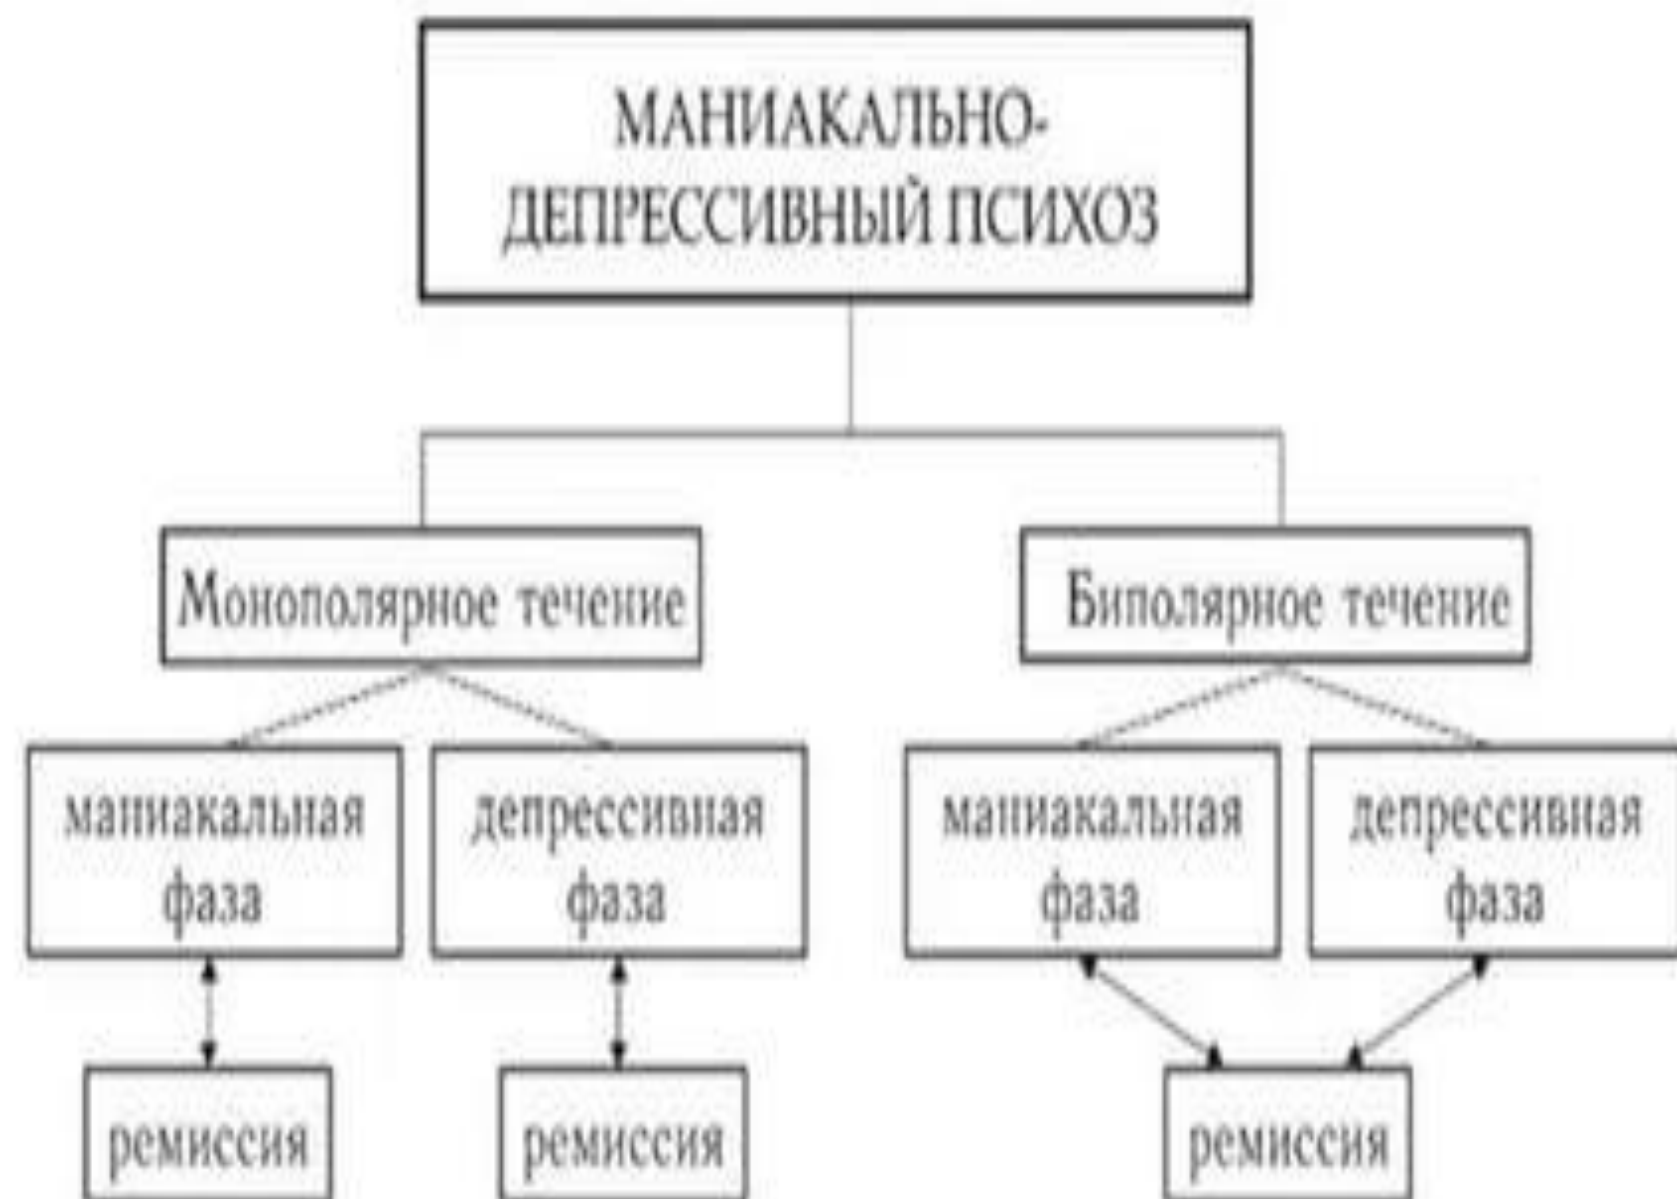 МАНИАКАЛЬНО-
ДЕПРЕССИВНЫЙ ПСИХОЗ
Монополярное течение
Биполярное течение
маниакальная
фаза
депрессивная
фаза
маниакальная
фаза
депрессивная
фаза
ремиссия
ремиссия
ремиссия